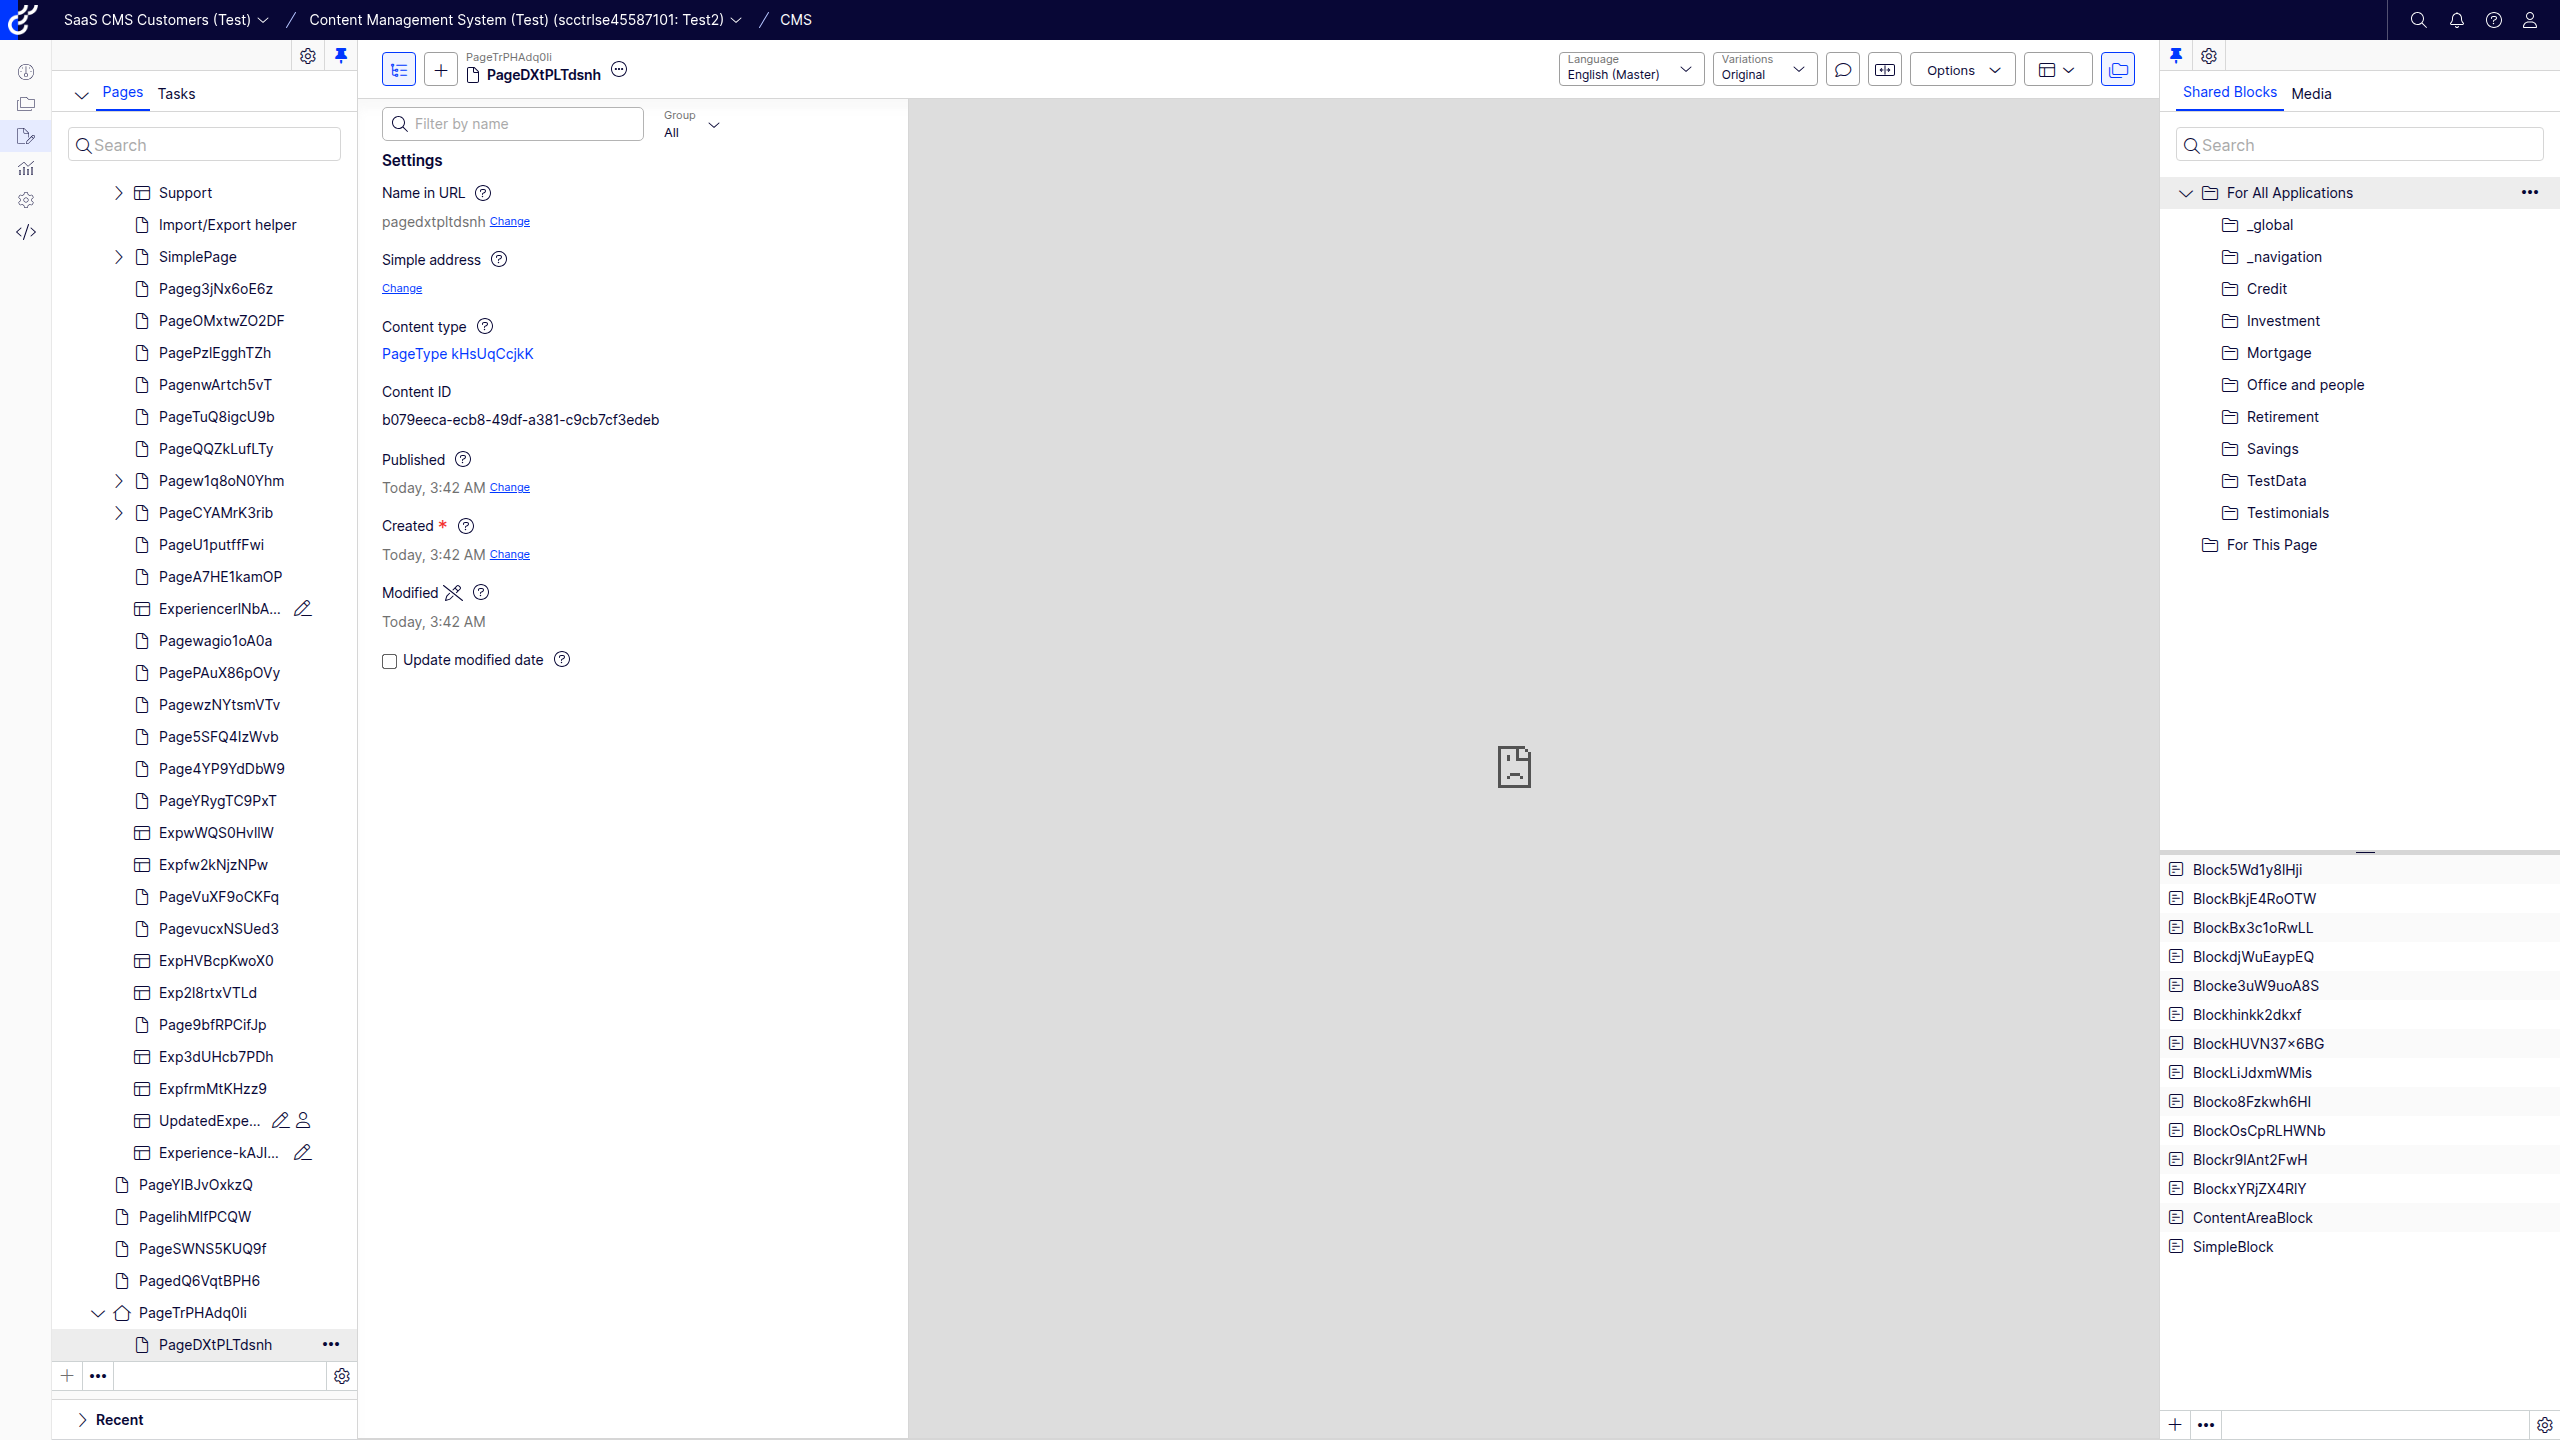 SaaS CMS Customers (Test) / Content Management System (Test) (scctrlse45587101: Test2) / CMS
Pages
Tasks
Search
Support
Import/Export helper
SimplePage
Pageg3jNx6oE6z
PageOMxtwZO2DF
PagePzlEgghTZh
PagenwArtch5vT
PageTuQ8igcU9b
PageQQZkLufLTy
Pagew1q8oN0Yhm
PageCYAMrK3rib
PageU1putffFwi
PageA7HE1kamOP
ExperiencerlNbA...
Pagewagio1oA0a
PagePAuX86pOVy
PagewzNYtsmVTv
Page5SFQ4IzWvb
Page4YP9YdDbW9
PageYRygTC9PxT
ExpwWQS0HvllW
Expfw2kNjzNPw
PageVuXF9oCKFq
PagevucxNSUed3
ExpHVBcpKwoX0
Exp2l8rtxVTLd
Page9bfRPCifJp
Exp3dUHcb7PDh
ExpfrmMtKHzz9
UpdatedExpe...
Experience-kAJl...
PageYIBJvOxkzQ
PagelihMlfPCQW
PageSWNS5KUQ9f
PagedQ6VqtBPH6
PageTrPHAdq0li
PageDXtPLTdsnh
Recent
PageTrPHAdq0li
PageDXtPLTdsnh
Language
English (Master)
Variations
Original
Options
Filter by name
Group
All
Settings
Name in URL
pagedxtpltdsnh Change
Simple address
Change
Content type
PageType kHsUqCcjkK
Content ID
b079eeca-ecb8-49df-a381-c9cb7cf3edeb
Published
Today, 3:42 AM Change
Created *
Today, 3:42 AM Change
Modified
Today, 3:42 AM
Update modified date
Shared Blocks
Media
Search
For All Applications
_global
_navigation
Credit
Investment
Mortgage
Office and people
Retirement
Savings
TestData
Testimonials
For This Page
Block5Wd1y8lHji
BlockBkjE4RoOTW
BlockBx3c1oRwLL
BlockdjWuEaypEQ
Blocke3uW9uoA8S
Blockhinkk2dkxf
BlockHUVN37×6BG
BlockLiJdxmWMis
Blocko8Fzkwh6HI
BlockOsCpRLHWNb
Blockr9lAnt2FwH
BlockxYRjZX4RlY
ContentAreaBlock
SimpleBlock